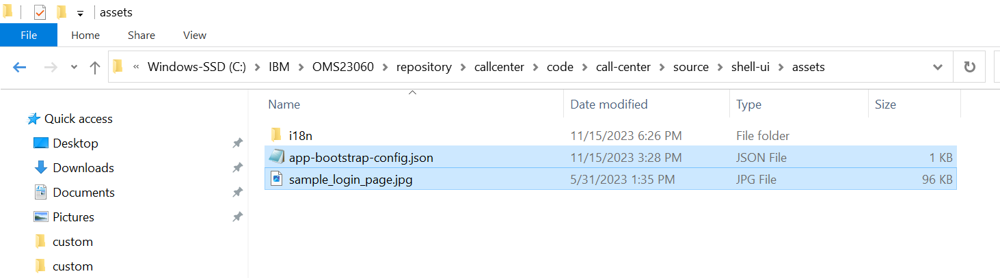 assets
File Home Share View
« Windows-SSD (C:) > IBM > OMS23060 > repository > callcenter > code > call-center > source > shell-ui > assets
Name Date modified Type Size
Quick access
Desktop
Downloads
Documents
Pictures
custom
custom
i18n 11/15/2023 6:26 PM File folder
app-bootstrap-config.json 11/15/2023 3:28 PM JSON File 1 KB
sample_login_page.jpg 5/31/2023 1:35 PM JPG File 96 KB